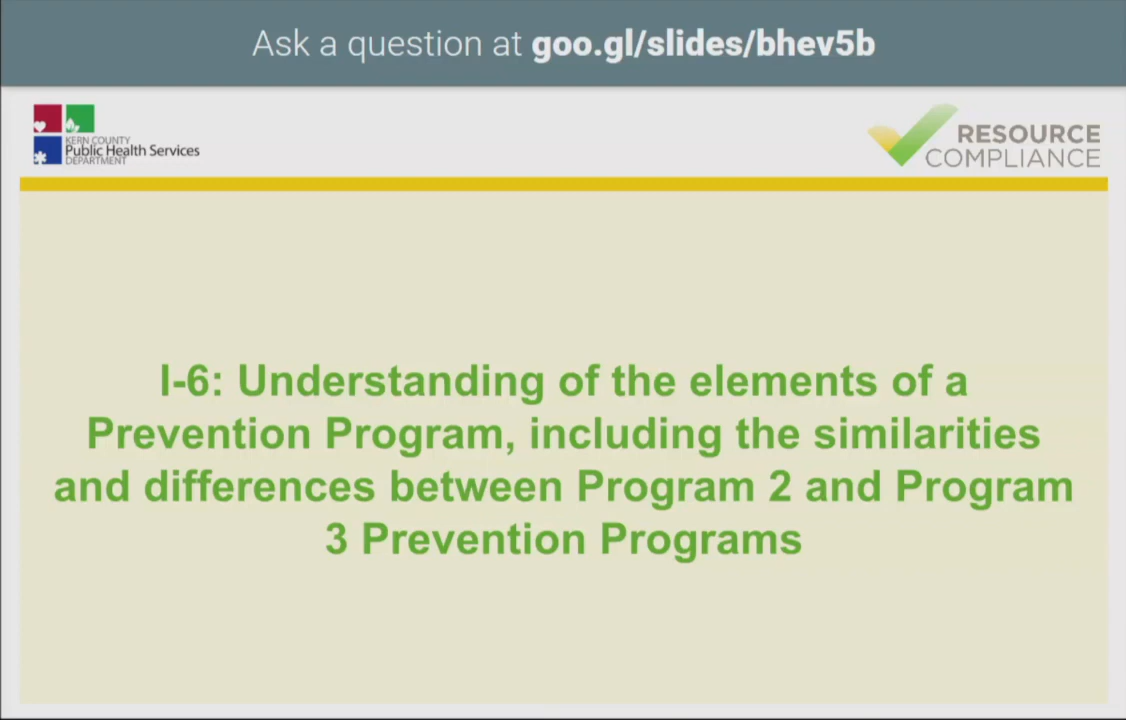 Ask a question at goo.gl/slides/bhev5b
KERN COUNTY
Public Health Services
DEPARTMENT
RESOURCE
COMPLIANCE
I-6: Understanding of the elements of a
Prevention Program, including the similarities
and differences between Program 2 and Program
3 Prevention Programs